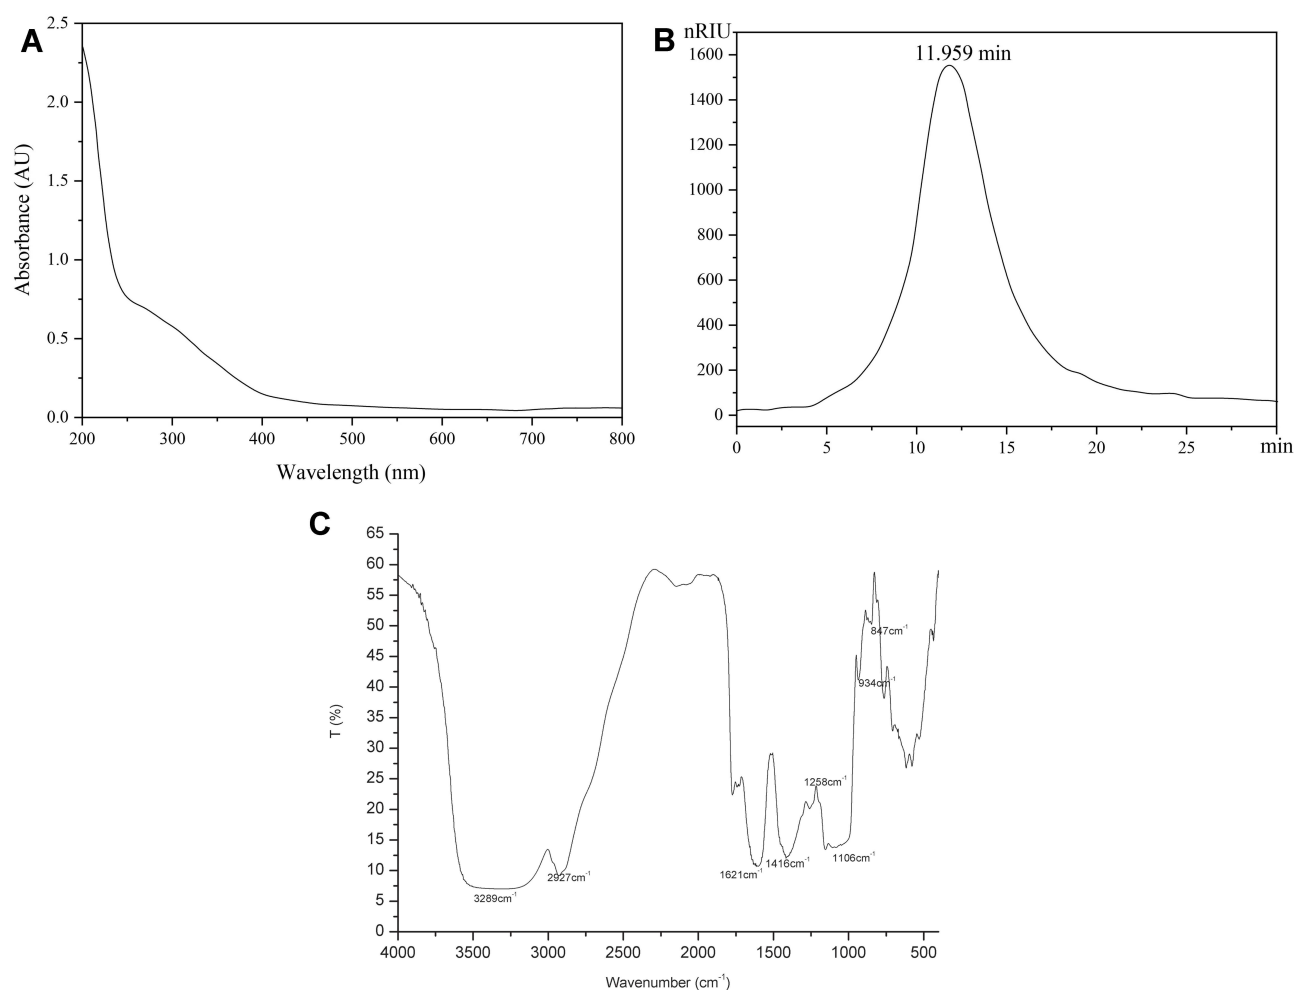 A
2.5
2.0
1.5
1.0
0.5
0.0
Absorbance (AU)
200 300 400 500 600 700 800
Wavelength (nm)
B
nRIU
11.959 min
1600
1400
1200
1000
800
600
400
200
0
0 5 10 15 20 25 min
C
65
60
55
50
45
40
35
30
25
20
15
10
5
0
T (%)
847cm⁻¹
934cm⁻¹
1258cm⁻¹
1106cm⁻¹
1416cm⁻¹
1621cm⁻¹
2927cm⁻¹
3289cm⁻¹
4000 3500 3000 2500 2000 1500 1000 500
Wavenumber (cm⁻¹)